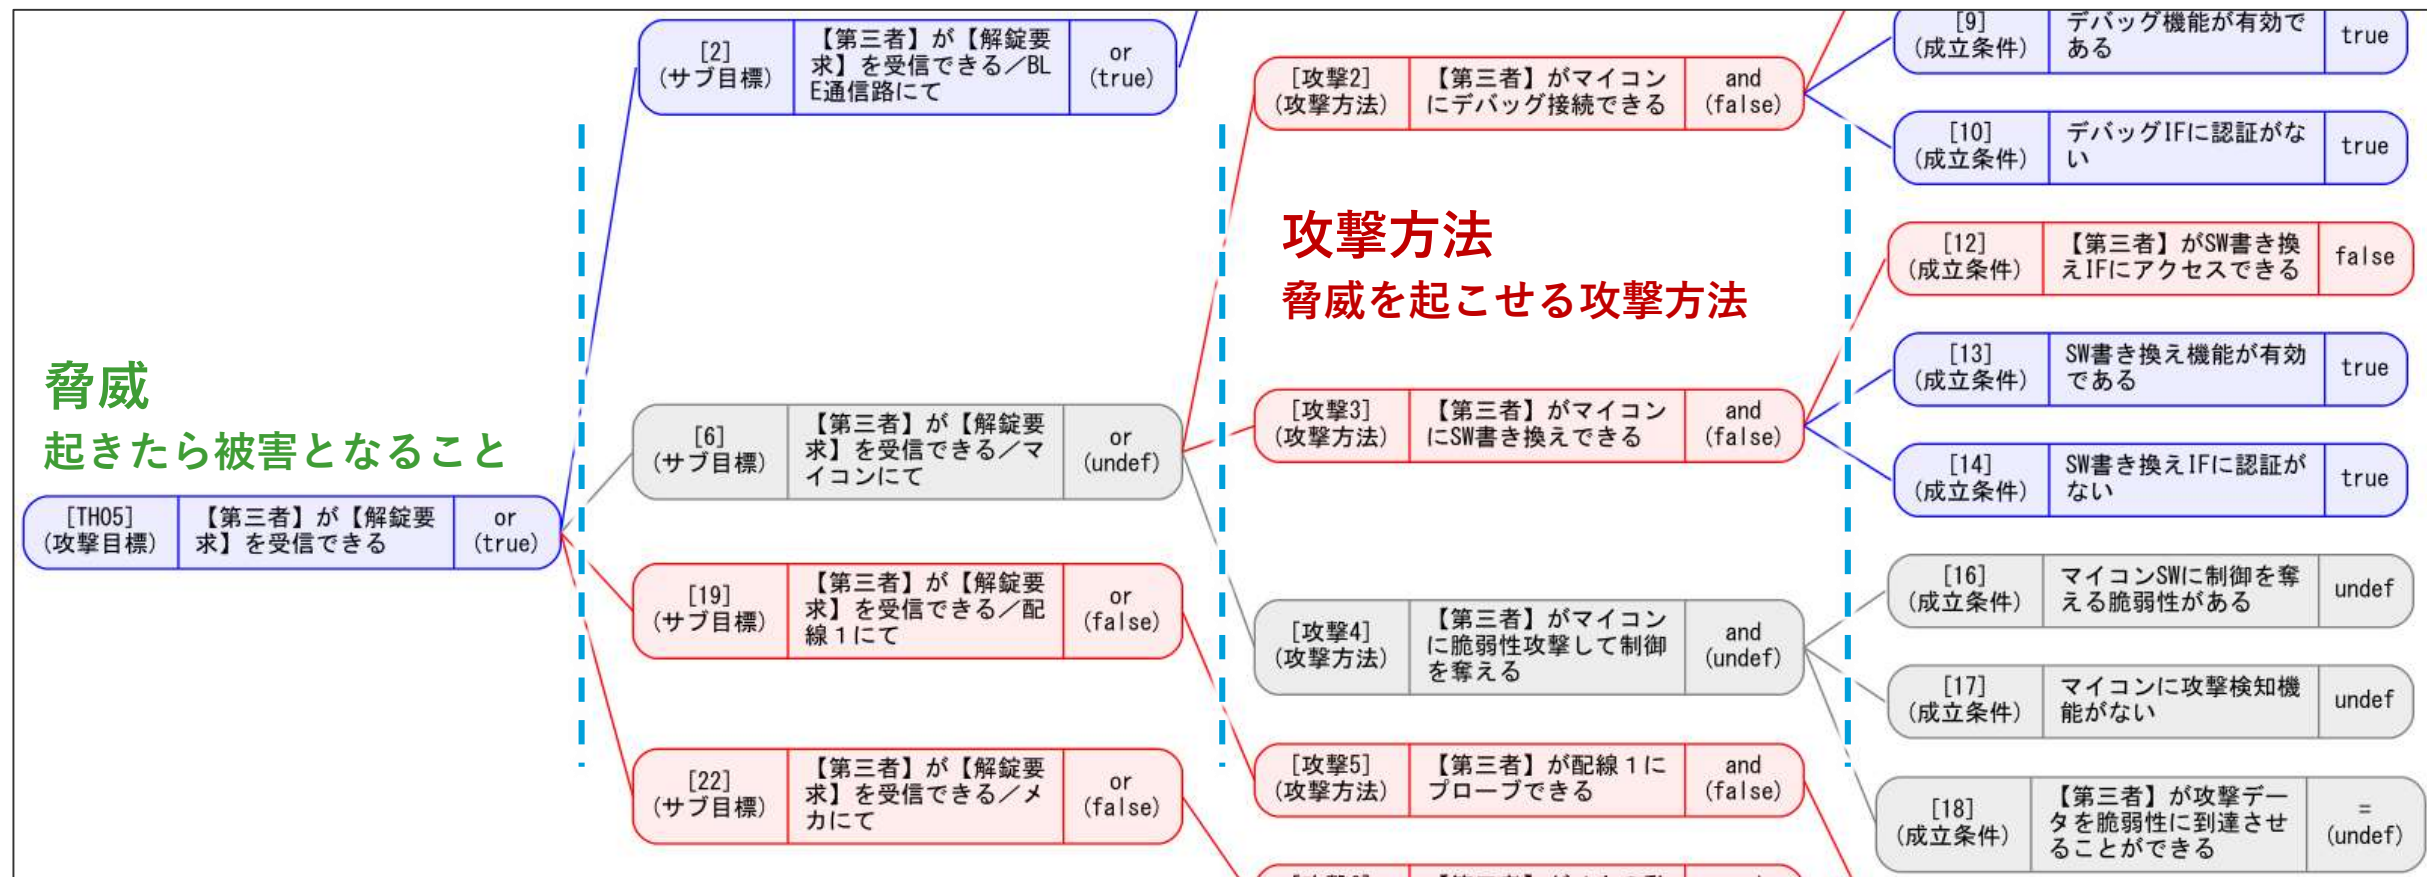 脅威
起きたら被害となること
[TH05]
(攻撃目標)
【第三者】が【解錠要
求】を受信できる
or
(true)
[2]
(サブ目標)
【第三者】が【解錠要
求】を受信できる／BL
E通信路にて
or
(true)
[6]
(サブ目標)
【第三者】が【解錠要
求】を受信できる／マ
イコンにて
or
(undef)
[19]
(サブ目標)
【第三者】が【解錠要
求】を受信できる／配
線１にて
or
(false)
[22]
(サブ目標)
【第三者】が【解錠要
求】を受信できる／メ
カにて
or
(false)
[攻撃2]
(攻撃方法)
【第三者】がマイコン
にデバッグ接続できる
and
(false)
攻撃方法
脅威を起こせる攻撃方法
[攻撃3]
(攻撃方法)
【第三者】がマイコン
にSW書き換えできる
and
(false)
[攻撃4]
(攻撃方法)
【第三者】がマイコン
に脆弱性攻撃して制御
を奪える
and
(undef)
[攻撃5]
(攻撃方法)
【第三者】が配線１に
プローブできる
and
(false)
[9]
(成立条件)
デバッグ機能が有効で
ある
true
[10]
(成立条件)
デバッグIFに認証がな
い
true
[12]
(成立条件)
【第三者】がSW書き換
えIFにアクセスできる
false
[13]
(成立条件)
SW書き換え機能が有効
である
true
[14]
(成立条件)
SW書き換えIFに認証が
ない
true
[16]
(成立条件)
マイコンSWに制御を奪
える脆弱性がある
undef
[17]
(成立条件)
マイコンに攻撃検知機
能がない
undef
[18]
(成立条件)
【第三者】が攻撃デー
タを脆弱性に到達させ
ることができる
=
(undef)